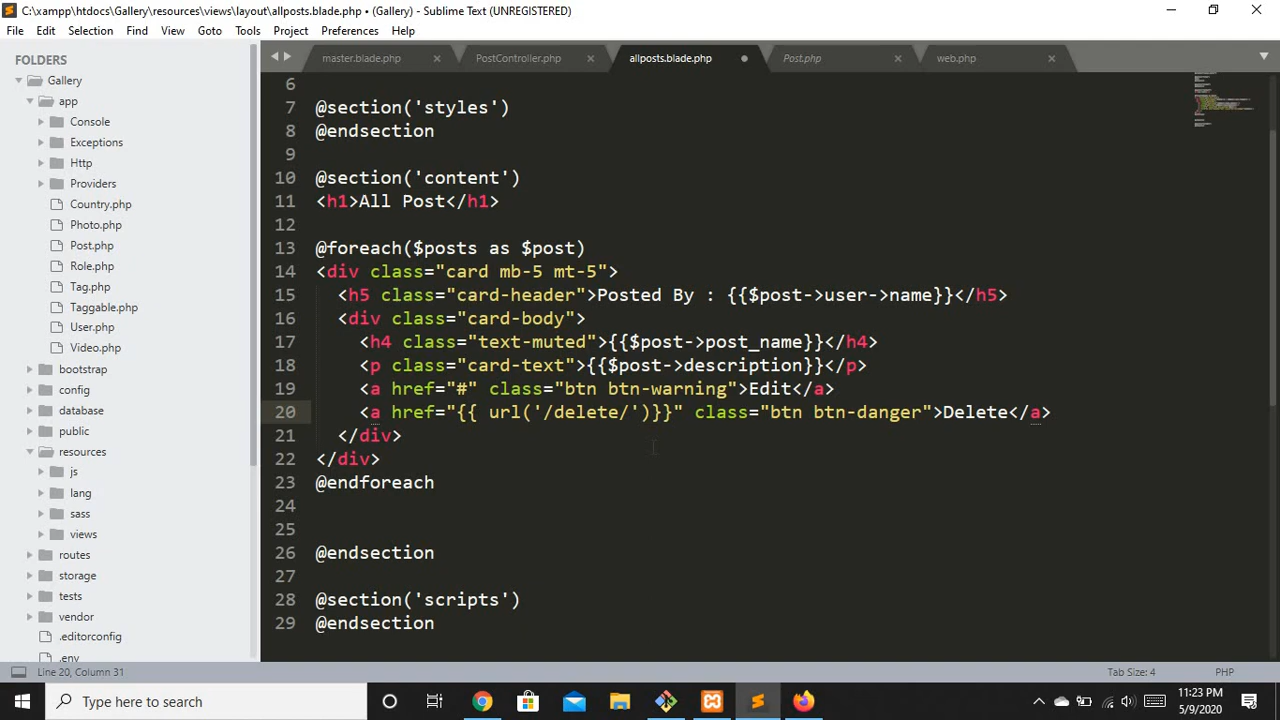 C:\xampp\htdocs\Gallery\resources\views\layout\allposts.blade.php • (Gallery) - Sublime Text (UNREGISTERED)
File Edit Selection Find View Goto Tools Project Preferences Help
FOLDERS
Gallery
app
Console
Exceptions
Http
Providers
Country.php
Photo.php
Post.php
Role.php
Tag.php
Taggable.php
User.php
Video.php
bootstrap
config
database
public
resources
js
lang
sass
views
routes
storage
tests
vendor
.editorconfig
.env
master.blade.php PostController.php allposts.blade.php Post.php web.php
6
7 @section('styles')
8 @endsection
9
10 @section('content')
11 <h1>All Post</h1>
12
13 @foreach($posts as $post)
14 <div class="card mb-5 mt-5">
15 <h5 class="card-header">Posted By : {{$post->user->name}}</h5>
16 <div class="card-body">
17 <h4 class="text-muted">{{$post->post_name}}</h4>
18 <p class="card-text">{{$post->description}}</p>
19 <a href="#" class="btn btn-warning">Edit</a>
20 <a href="{{ url('/delete/')}}" class="btn btn-danger">Delete</a>
21 </div>
22 </div>
23 @endforeach
24
25
26 @endsection
27
28 @section('scripts')
29 @endsection
Line 20, Column 31 Tab Size: 4 PHP
Type here to search
11:23 PM
5/9/2020